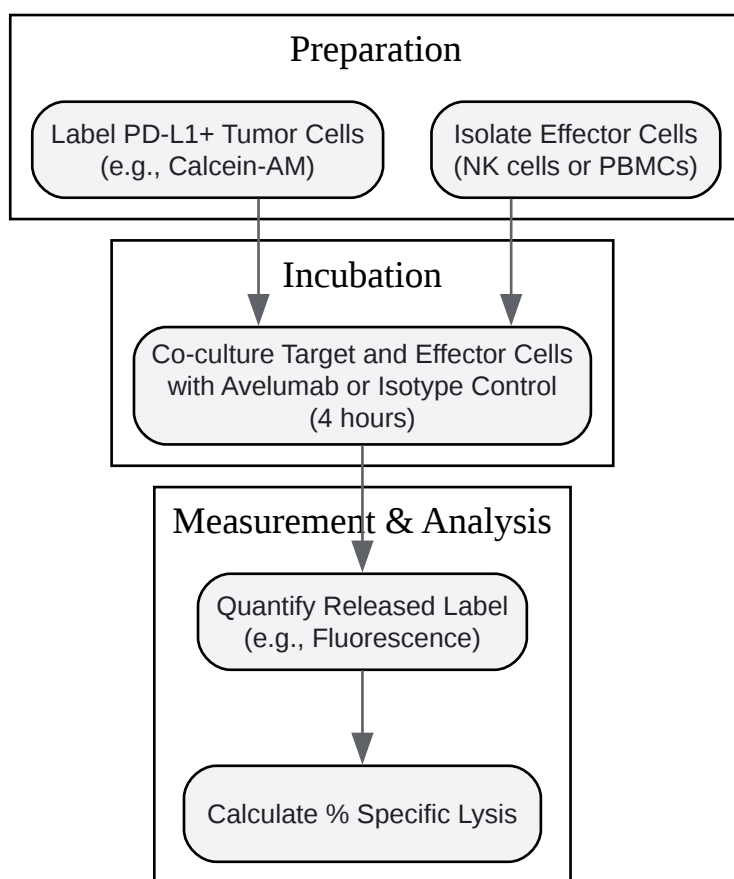 Preparation
Label PD-L1+ Tumor Cells
(e.g., Calcein-AM)
Isolate Effector Cells
(NK cells or PBMCs)
Incubation
Co-culture Target and Effector Cells
with Avelumab or Isotype Control
(4 hours)
Measurement & Analysis
Quantify Released Label
(e.g., Fluorescence)
Calculate % Specific Lysis